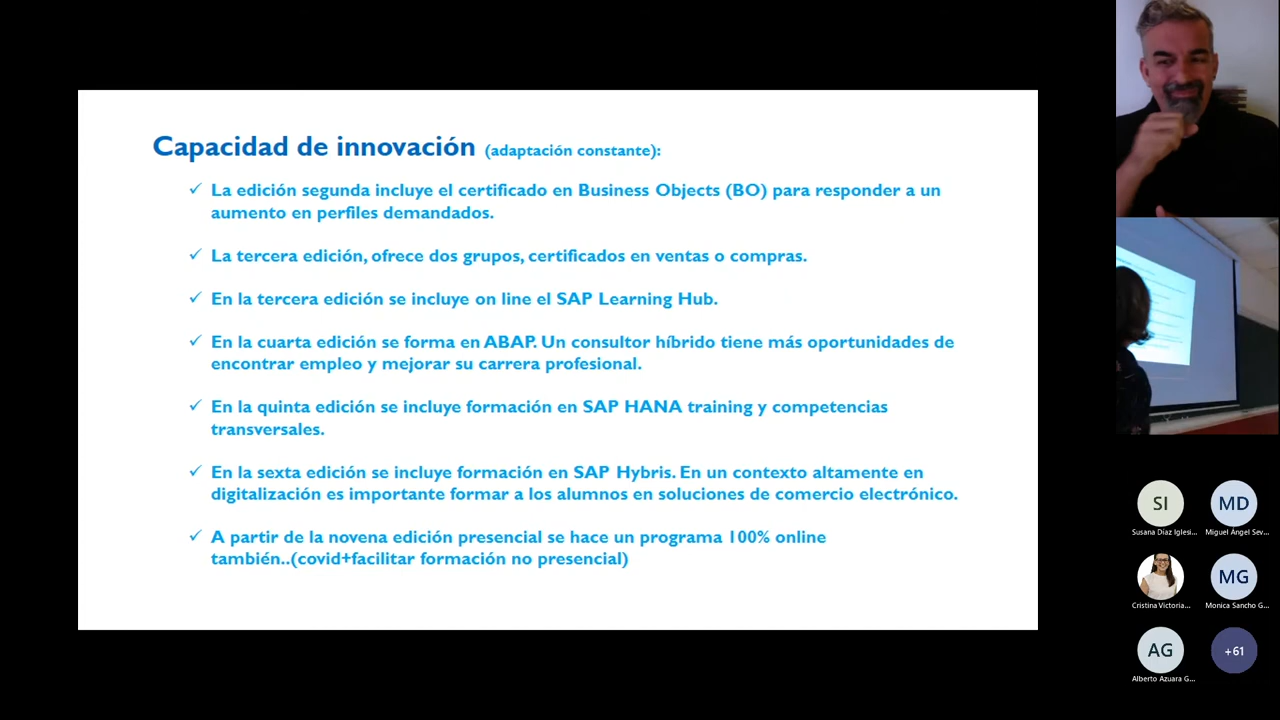 Capacidad de innovación (adaptación constante):
✓ La edición segunda incluye el certificado en Business Objects (BO) para responder a un
aumento en perfiles demandados.
✓ La tercera edición, ofrece dos grupos, certificados en ventas o compras.
✓ En la tercera edición se incluye on line el SAP Learning Hub.
✓ En la cuarta edición se forma en ABAP. Un consultor híbrido tiene más oportunidades de
encontrar empleo y mejorar su carrera profesional.
✓ En la quinta edición se incluye formación en SAP HANA training y competencias
transversales.
✓ En la sexta edición se incluye formación en SAP Hybris. En un contexto altamente en
digitalización es importante formar a los alumnos en soluciones de comercio electrónico.
✓ A partir de la novena edición presencial se hace un programa 100% online
también..(covid+facilitar formación no presencial)
SI
MD
Susana Díaz Iglesi...
Miguel Ángel Sev...
MG
Cristina Victoria...
Monica Sancho G...
AG
+61
Alberto Azuara G...